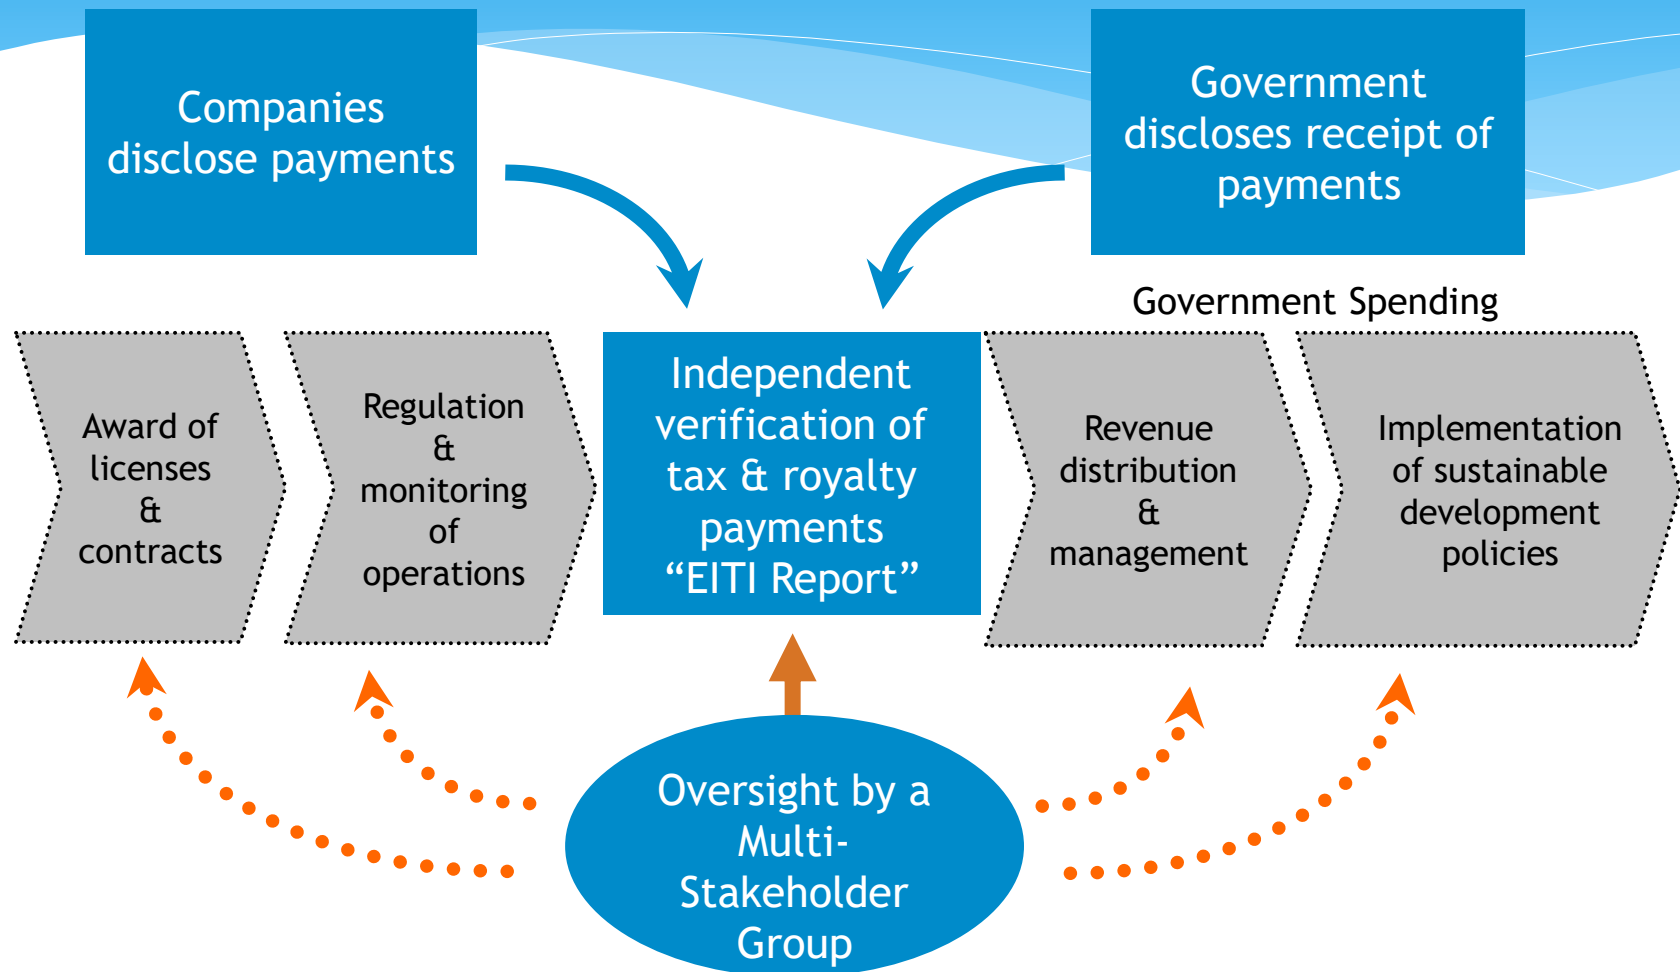 Companies
disclose payments
Government
discloses receipt of
payments
Government Spending
Award of
licenses
&
contracts
Regulation
&
monitoring
of
operations
Independent
verification of
tax & royalty
payments
“EITI Report”
Revenue
distribution
&
management
Implementation
of sustainable
development
policies
Oversight by a
Multi-
Stakeholder
Group